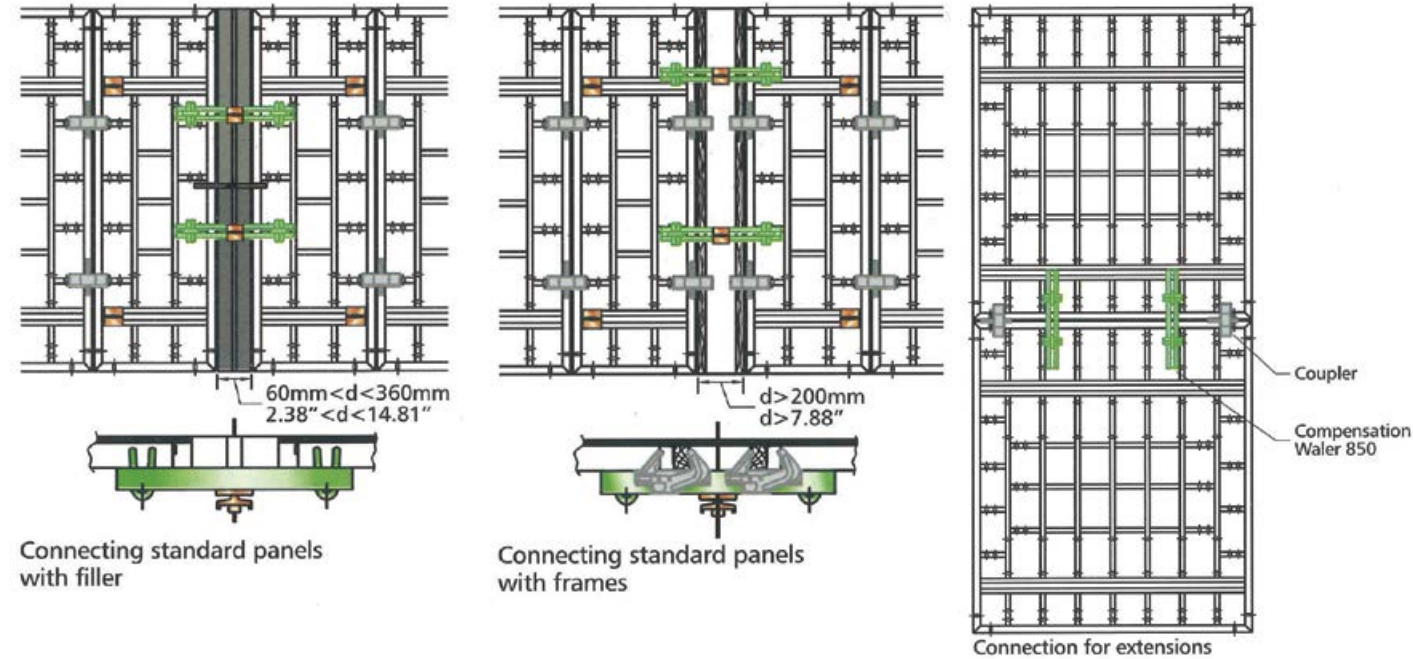 60mm<d<360mm
2.38"<d<14.81"
Connecting standard panels
with filler
d>200mm
d>7.88"
Connecting standard panels
with frames
Coupler
Compensation
Waler 850
Connection for extensions